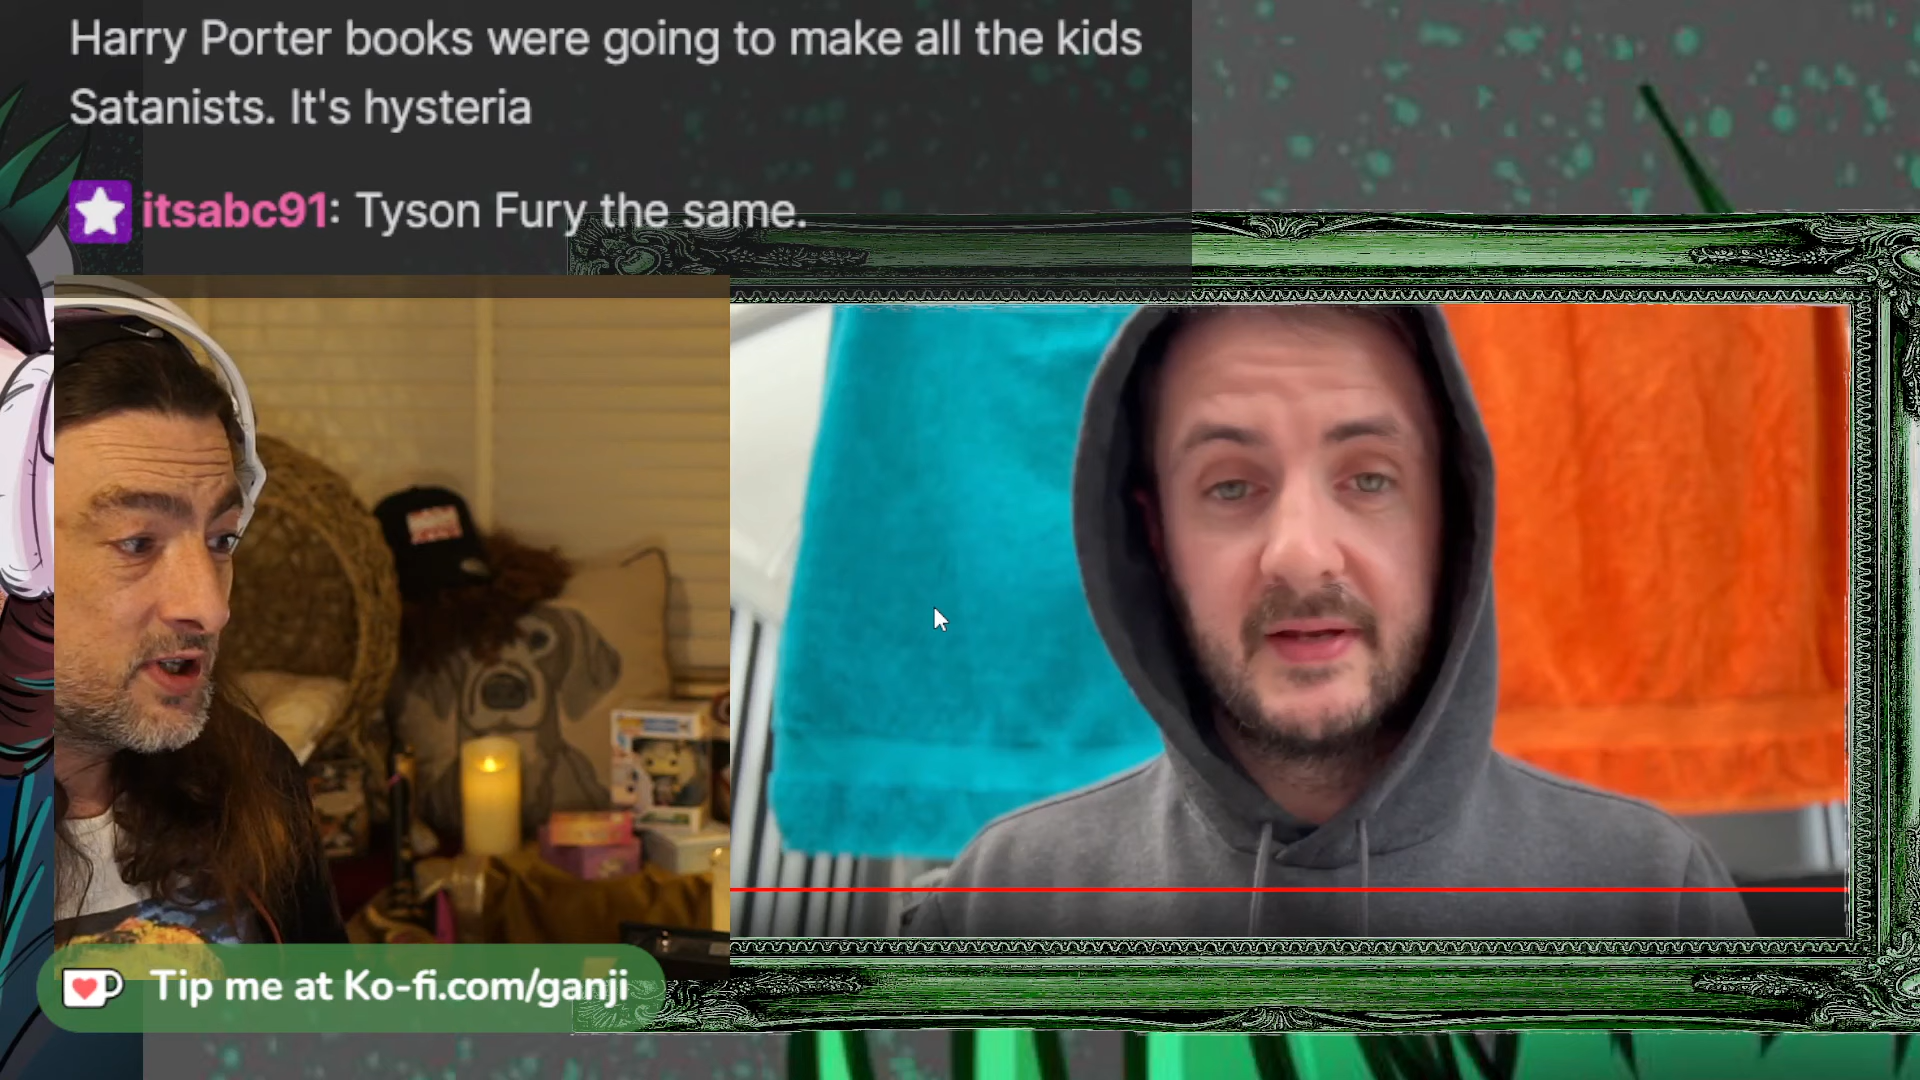 Harry Porter books were going to make all the kids
Satanists. It's hysteria
itsabc91: Tyson Fury the same.
Tip me at Ko-fi.com/ganji